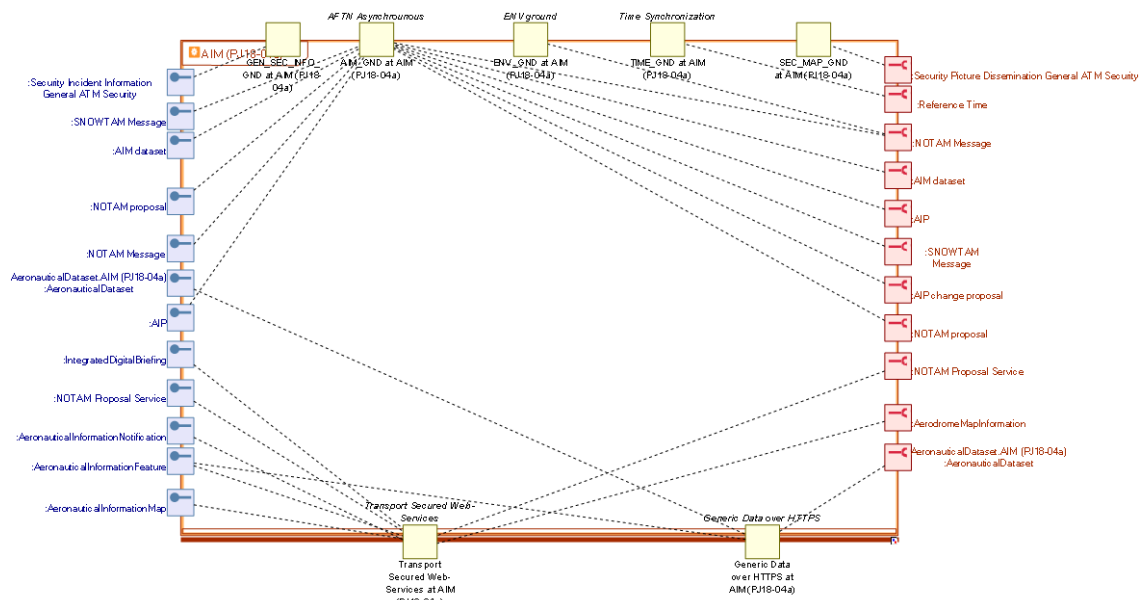 AFTN Asynchrounous
ENV ground
Time Synchronization
AIM (PJ18-0
GEN_SEC_INFO_
GND at AIM (PJ18-
04a)
AIM_GND at AIM
(PJ18-04a)
ENV_GND at AIM
(PJ18-04a)
TIME_GND at AIM
(PJ18-04a)
SEC_MAP_GND
at AIM (PJ18-04a)
:Security Incident Information
General ATM Security
:SNOWTAM Message
:AIM dataset
:NOTAM proposal
:NOTAM Message
AeronauticalDataset.AIM (PJ18-04a)
:AeronauticalDataset
:AIP
:IntegratedDigitalBriefing
:NOTAM Proposal Service
:AeronauticalInformationNotification
:AeronauticalInformationFeature
:AeronauticalInformationMap
:Security Picture Dissemination General ATM Security
:Reference Time
:NOTAM Message
:AIM dataset
:AIP
:SNOWTAM
Message
:AIP change proposal
:NOTAM proposal
:NOTAM Proposal Service
:AerodromeMapInformation
AeronauticalDataset.AIM (PJ18-04a)
:AeronauticalDataset
Transport Secured Web-
Services
Generic Data over HTTPS
Transport
Secured Web-
Services at AIM
(PJ18-04a)
Generic Data
over HTTPS at
AIM (PJ18-04a)